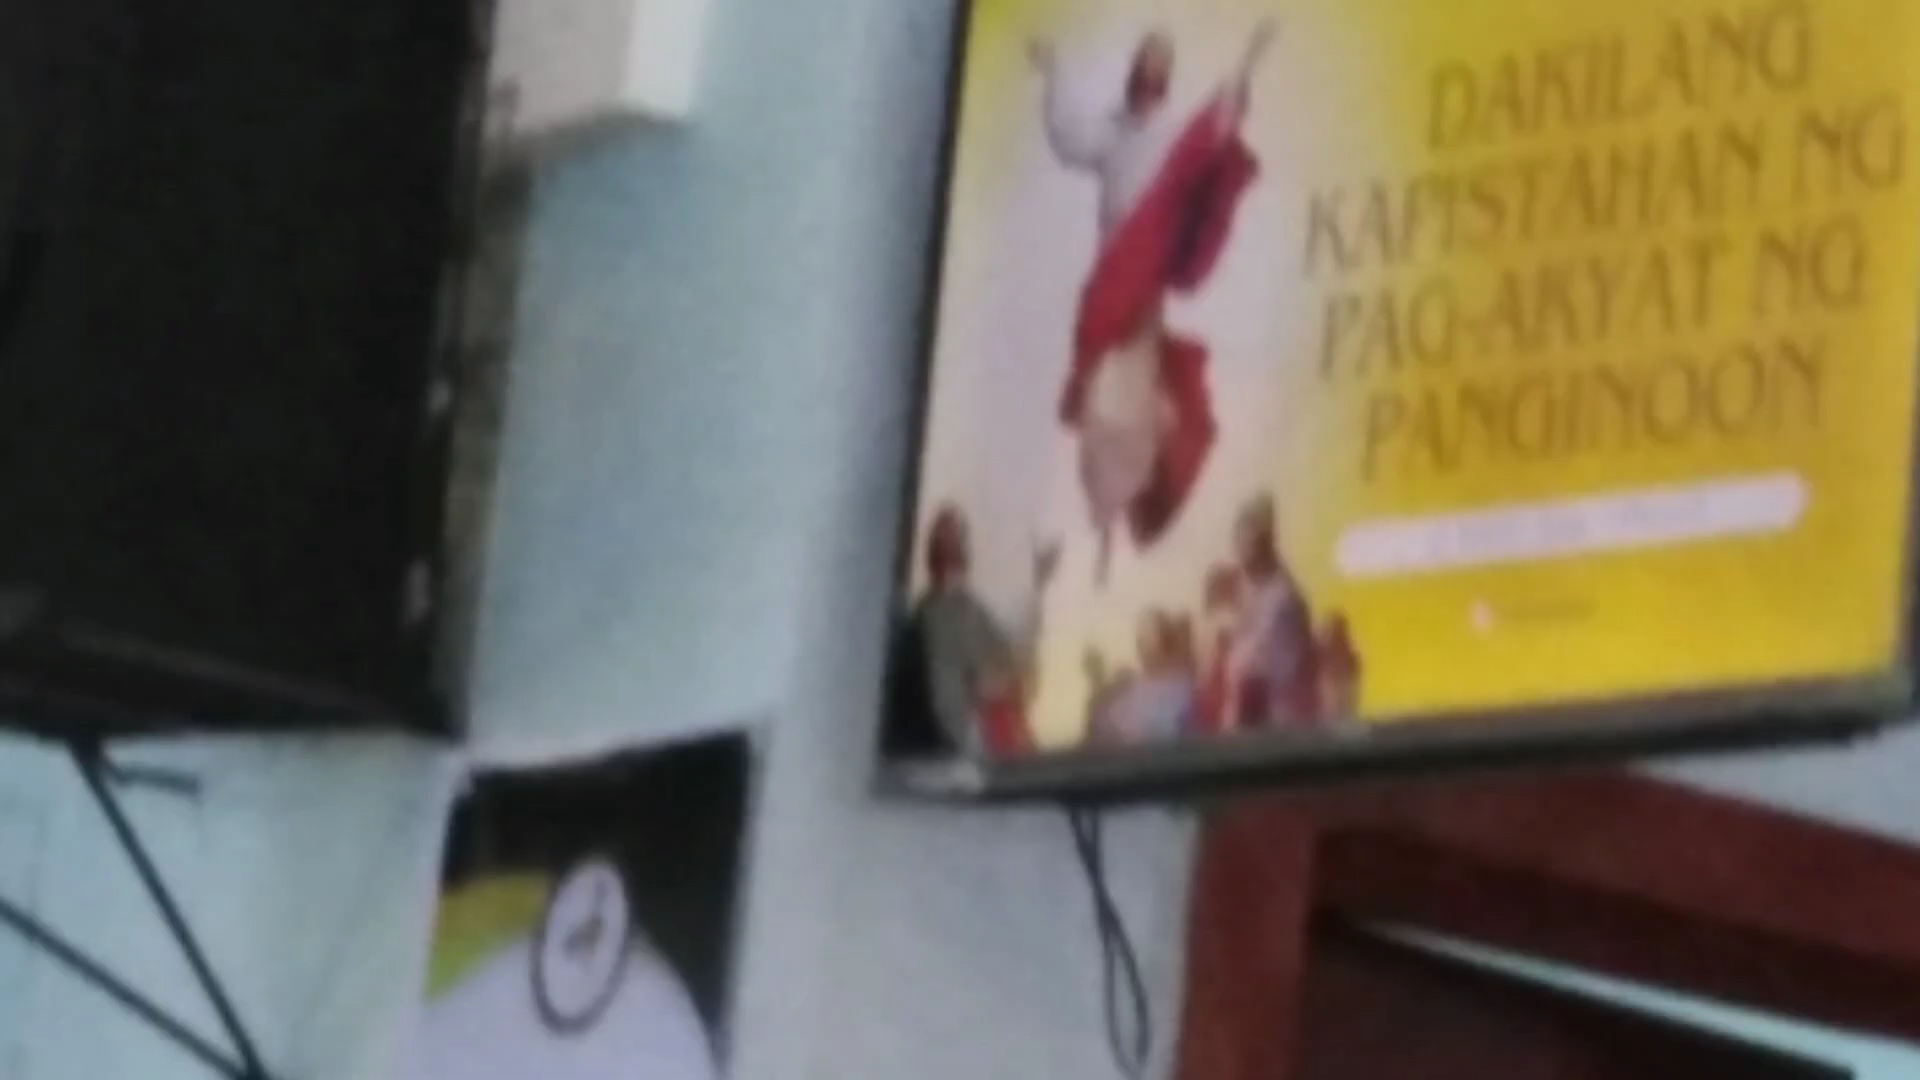 DAKILANG
KAPISTAHAN NG
PAG-AKYAT NG
PANGINOON